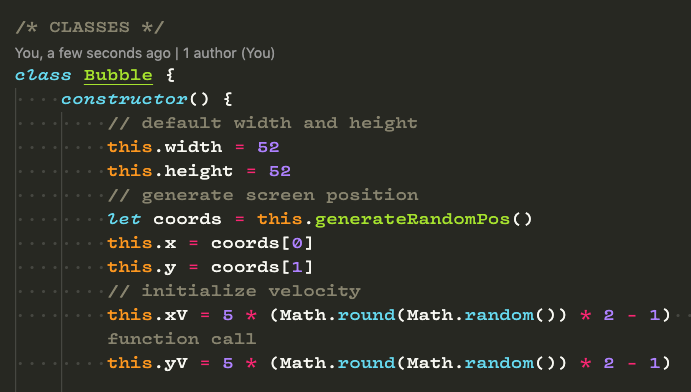 /* CLASSES */
You, a few seconds ago | 1 author (You)
class Bubble {
constructor() {
// default width and height
this.width = 52
this.height = 52
// generate screen position
let coords = this.generateRandomPos()
this.x = coords[0]
this.y = coords[1]
// initialize velocity
this.xV = 5 * (Math.round(Math.random()) * 2 - 1)
function call
this.yV = 5 * (Math.round(Math.random()) * 2 - 1)